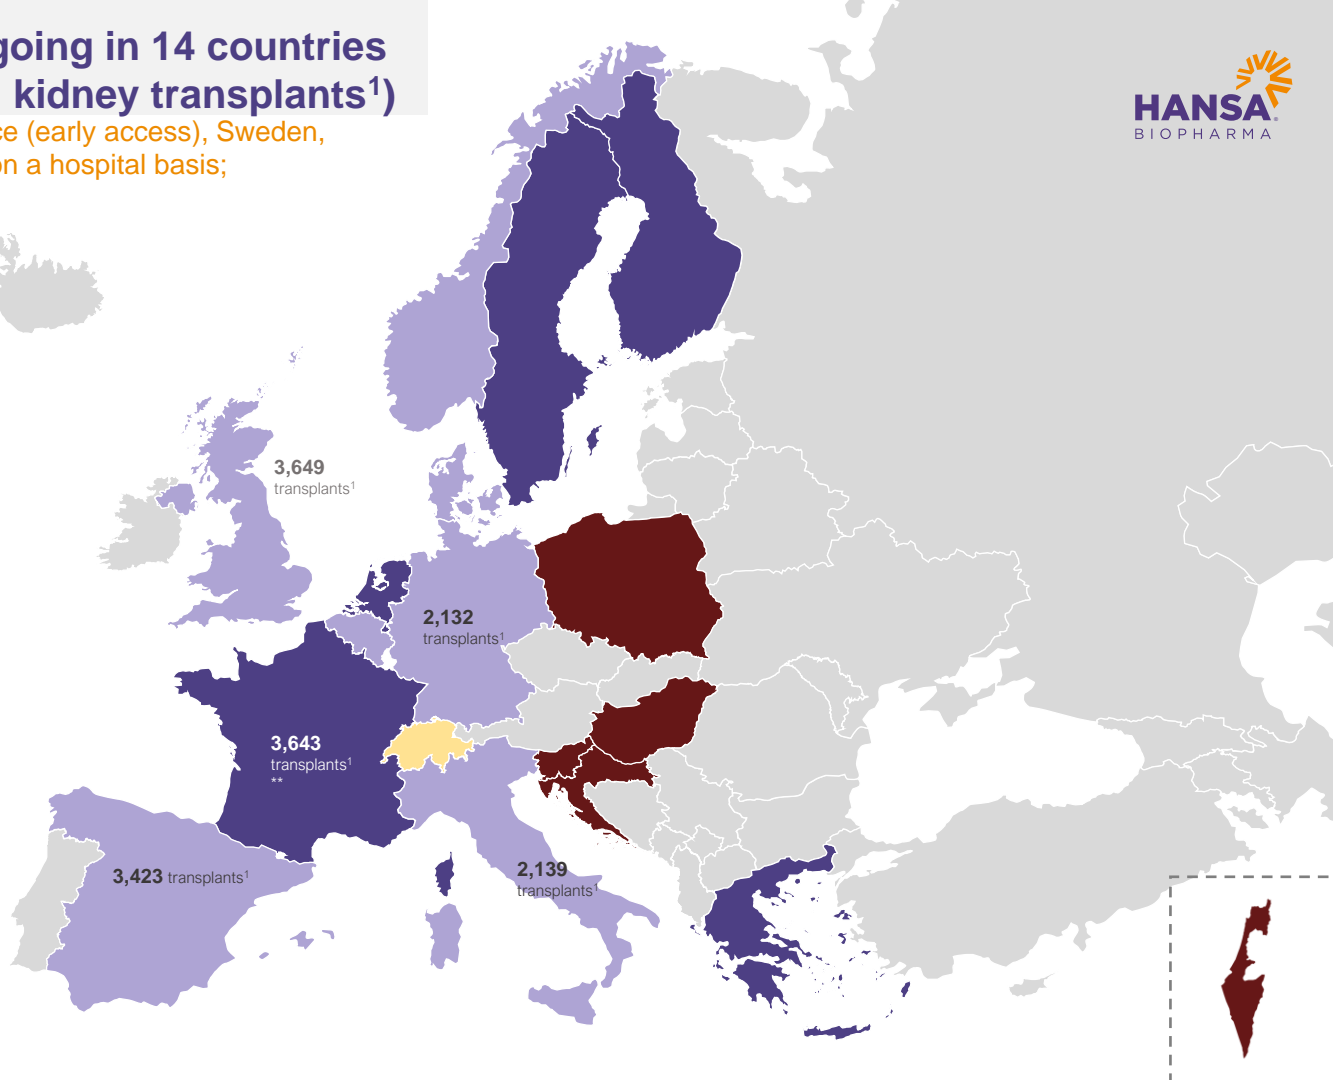 going in 14 countries
kidney transplants¹)
ce (early access), Sweden,
on a hospital basis;
HANSA
BIOPHARMA
3,649
transplants¹
2,132
transplants¹
3,643
transplants¹
**
3,423 transplants¹
2,139
transplants¹